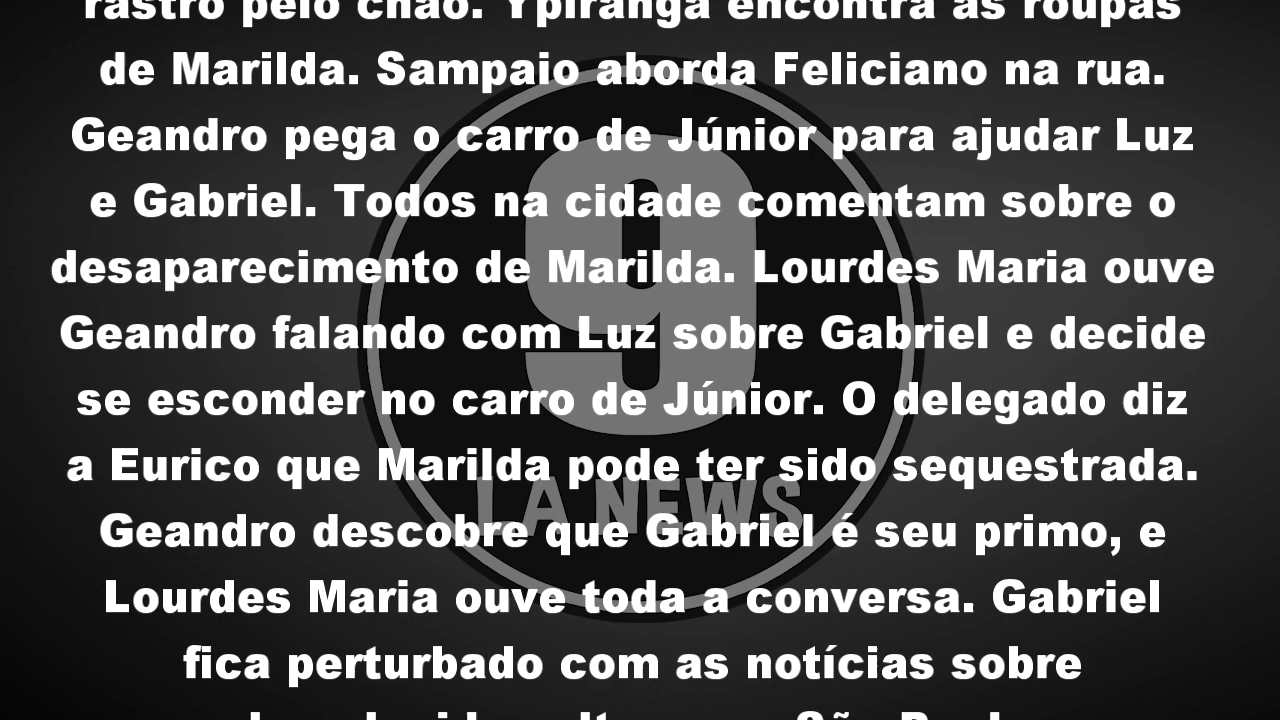 rastro pelo chão. Ypiranga encontra as roupas
de Marilda. Sampaio aborda Feliciano na rua.
Geandro pega o carro de Júnior para ajudar Luz
e Gabriel. Todos na cidade comentam sobre o
desaparecimento de Marilda. Lourdes Maria ouve
Geandro falando com Luz sobre Gabriel e decide
se esconder no carro de Júnior. O delegado diz
a Eurico que Marilda pode ter sido sequestrada.
Geandro descobre que Gabriel é seu primo, e
Lourdes Maria ouve toda a conversa. Gabriel
fica perturbado com as notícias sobre
9
NEWS